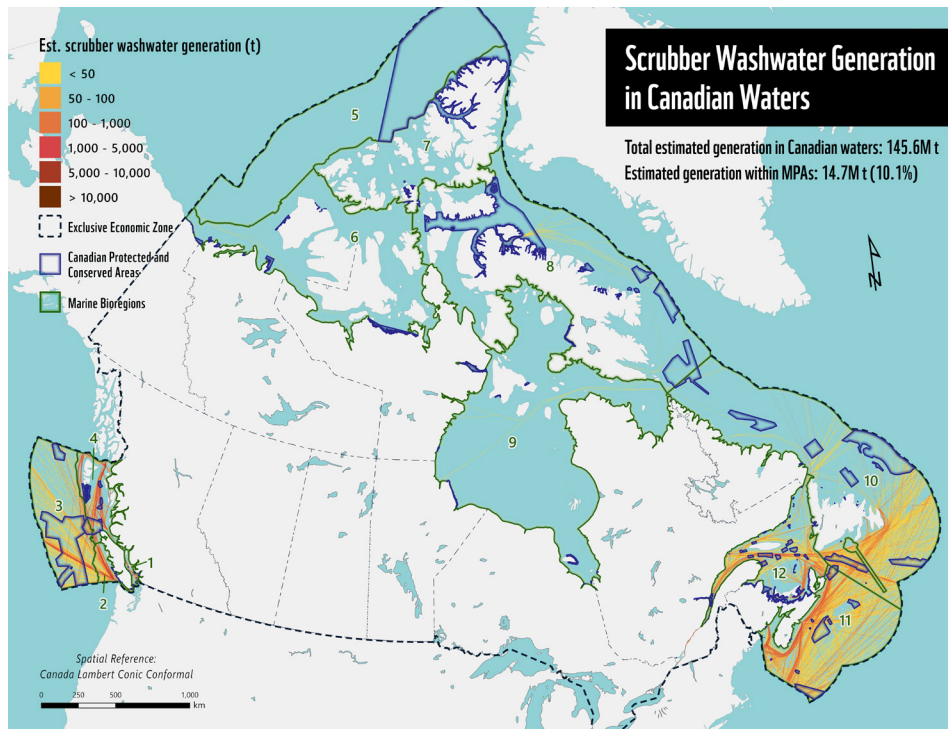 Est. scrubber washwater generation (t)
< 50
50 - 100
100 - 1,000
1,000 - 5,000
5,000 - 10,000
> 10,000
Exclusive Economic Zone
Canadian Protected and
Conserved Areas
Marine Bioregions
Scrubber Washwater Generation
in Canadian Waters
Total estimated generation in Canadian waters: 145.6M t
Estimated generation within MPAs: 14.7M t (10.1%)
5
7
6
8
N
4
9
3
10
1
12
2
11
Spatial Reference:
Canada Lambert Conic Conformal
0 250 500 1,000
km